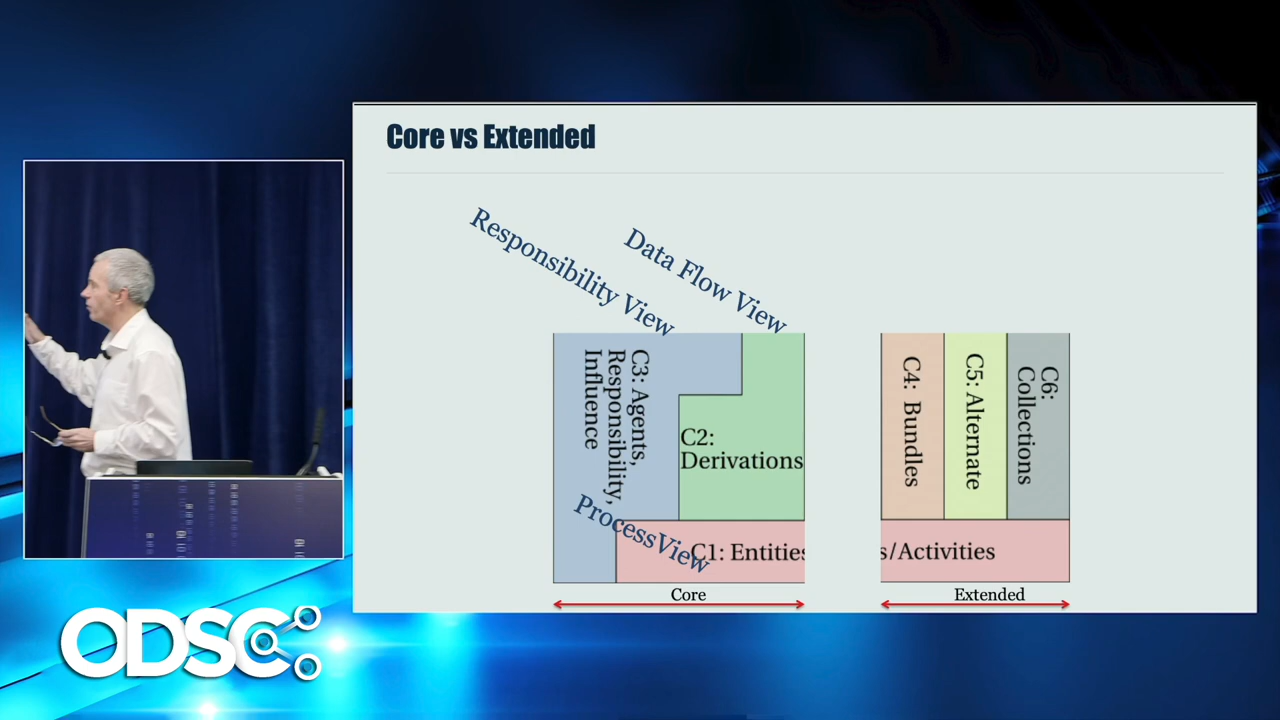 Core vs Extended
Responsibility View
Data Flow View
C3: Agents,
Responsibility,
Influence
C2:
Derivations
ProcessView
C1: Entities
C4: Bundles
C5: Alternate
C6:
Collections
s/Activities
Core
Extended
ODSC